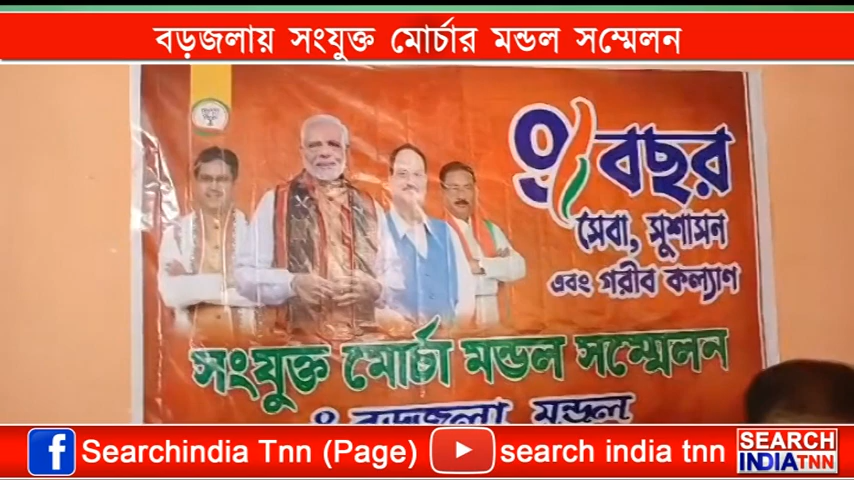 বড়জলায় সংযুক্ত মোর্চার মন্ডল সম্মেলন
৯ বছর
সেবা, সুশাসন
এবং গরীব কল্যাণ
সংযুক্ত মোর্চা মন্ডল সম্মেলন
বড়জলা মন্ডল
Searchindia Tnn (Page)
search india tnn
SEARCH
INDIATNN